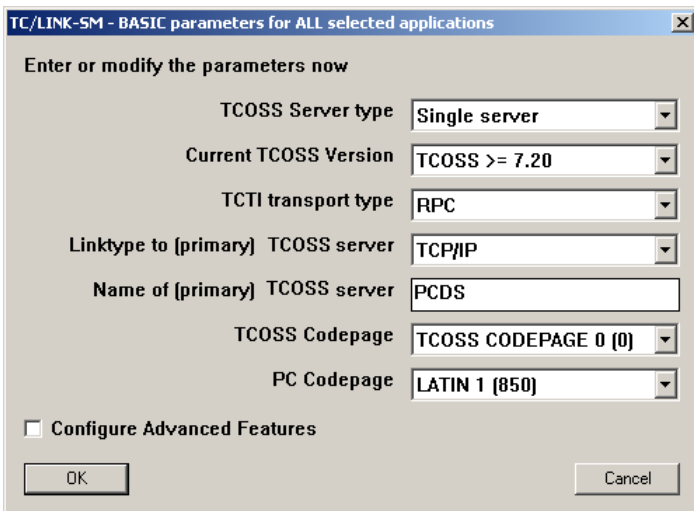 TC/LINK-SM - BASIC parameters for ALL selected applications
Enter or modify the parameters now
TCOSS Server type Single server
Current TCOSS Version TCOSS >= 7.20
TCTI transport type RPC
Linktype to (primary) TCOSS server TCP/IP
Name of (primary) TCOSS server PCDS
TCOSS Codepage TCOSS CODEPAGE 0 (0)
PC Codepage LATIN 1 (850)
Configure Advanced Features
OK Cancel